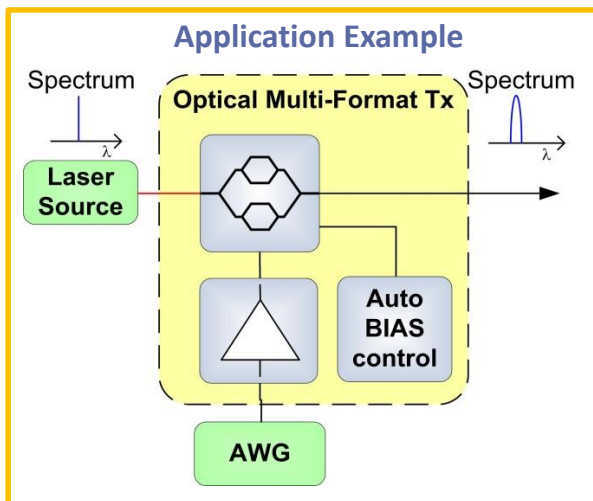 Application Example
Spectrum
λ
Spectrum
λ
Optical Multi-Format Tx
Laser
Source
Auto
BIAS
control
AWG